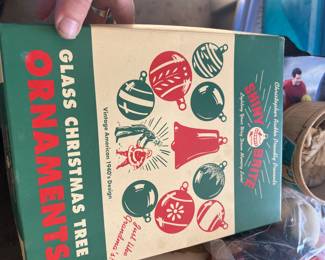 GLASS CHRISTMAS TREE
ORNAMENTS
Vintage American 1940's Design
Just Like
Grandma's!
Christopher Radko Proudly Presents
SHINY
BRITE